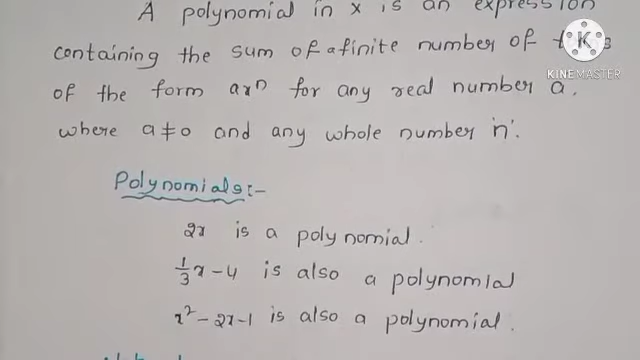 A polynomial in x is an expression
containing the sum of a finite number of
of the form axⁿ for any real number a,
where a ≠ 0 and any whole number 'n'.
Polynomials:-
2x is a polynomial.
1/3x - 4 is also a polynomial
x² - 2x - 1 is also a polynomial.
K
KINEMASTER